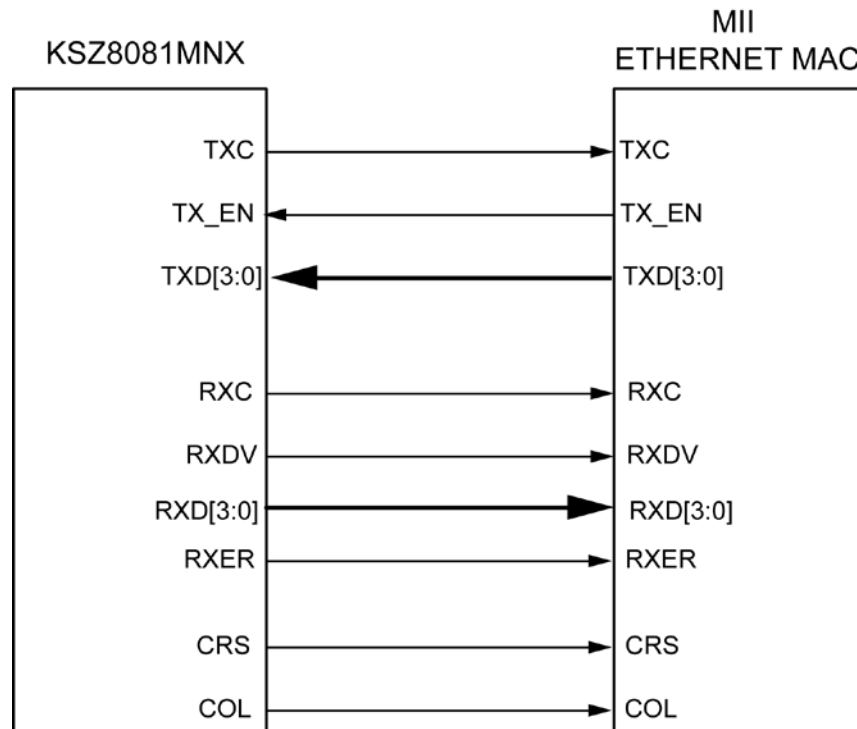 KSZ8081MNX
MII
ETHERNET MAC
TXC TXC
TX_EN TX_EN
TXD[3:0] TXD[3:0]
RXC RXC
RXDV RXDV
RXD[3:0] RXD[3:0]
RXER RXER
CRS CRS
COL COL